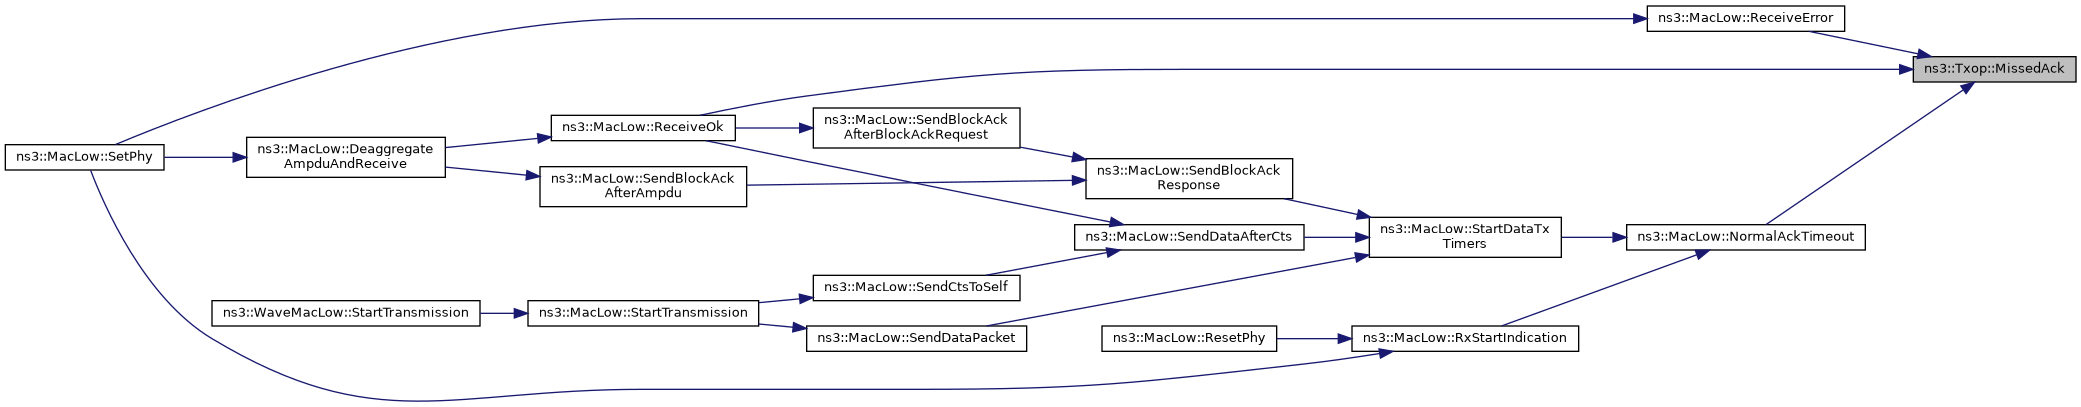 ns3::MacLow::ReceiveError
ns3::Txop::MissedAck
ns3::MacLow::SendBlockAck
AfterBlockAckRequest
ns3::MacLow::ReceiveOk
ns3::MacLow::Deaggregate
AmpduAndReceive
ns3::MacLow::SetPhy
ns3::MacLow::SendBlockAck
AfterAmpdu
ns3::MacLow::SendBlockAck
Response
ns3::MacLow::SendDataAfterCts
ns3::MacLow::StartDataTx
Timers
ns3::MacLow::NormalAckTimeout
ns3::MacLow::SendCtsToSelf
ns3::WaveMacLow::StartTransmission
ns3::MacLow::StartTransmission
ns3::MacLow::SendDataPacket
ns3::MacLow::ResetPhy
ns3::MacLow::RxStartIndication